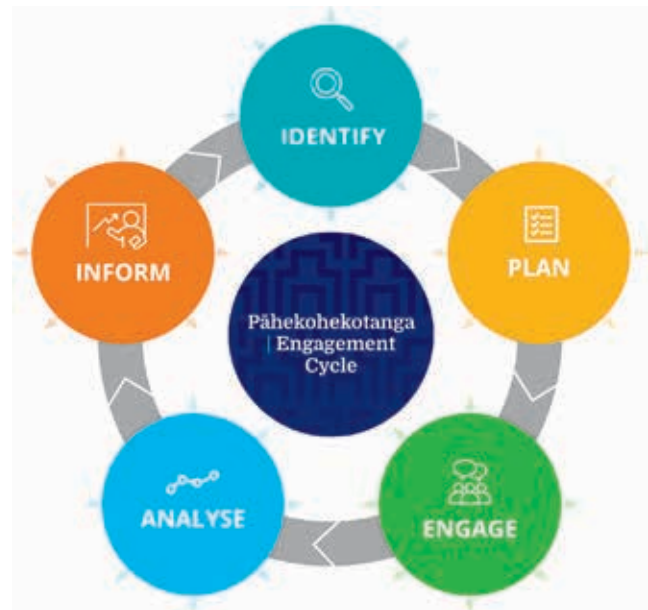 IDENTIFY
PLAN
ENGAGE
ANALYSE
INFORM
Pāhekohekotanga
| Engagement
Cycle